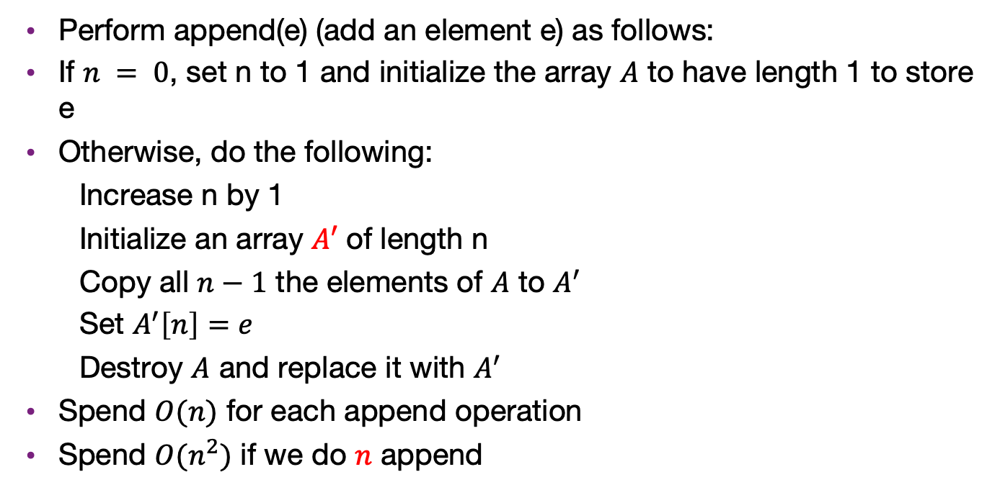 • Perform append(e) (add an element e) as follows:
• If n = 0, set n to 1 and initialize the array A to have length 1 to store
e
• Otherwise, do the following:
Increase n by 1
Initialize an array A′ of length n
Copy all n − 1 the elements of A to A′
Set A′[n] = e
Destroy A and replace it with A′
• Spend O(n) for each append operation
• Spend O(n²) if we do n append